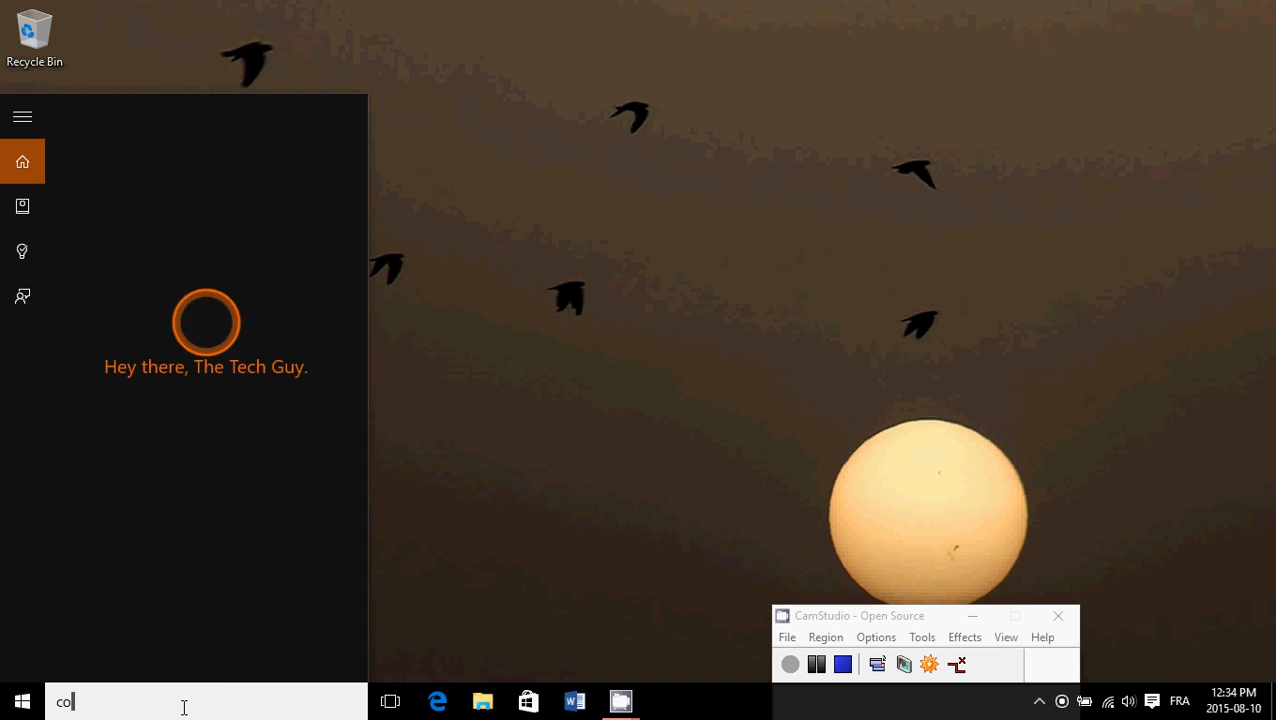 Recycle Bin
Hey there, The Tech Guy.
CamStudio - Open Source
File Region Options Tools Effects View Help
co
FRA
12:34 PM
2015-08-10